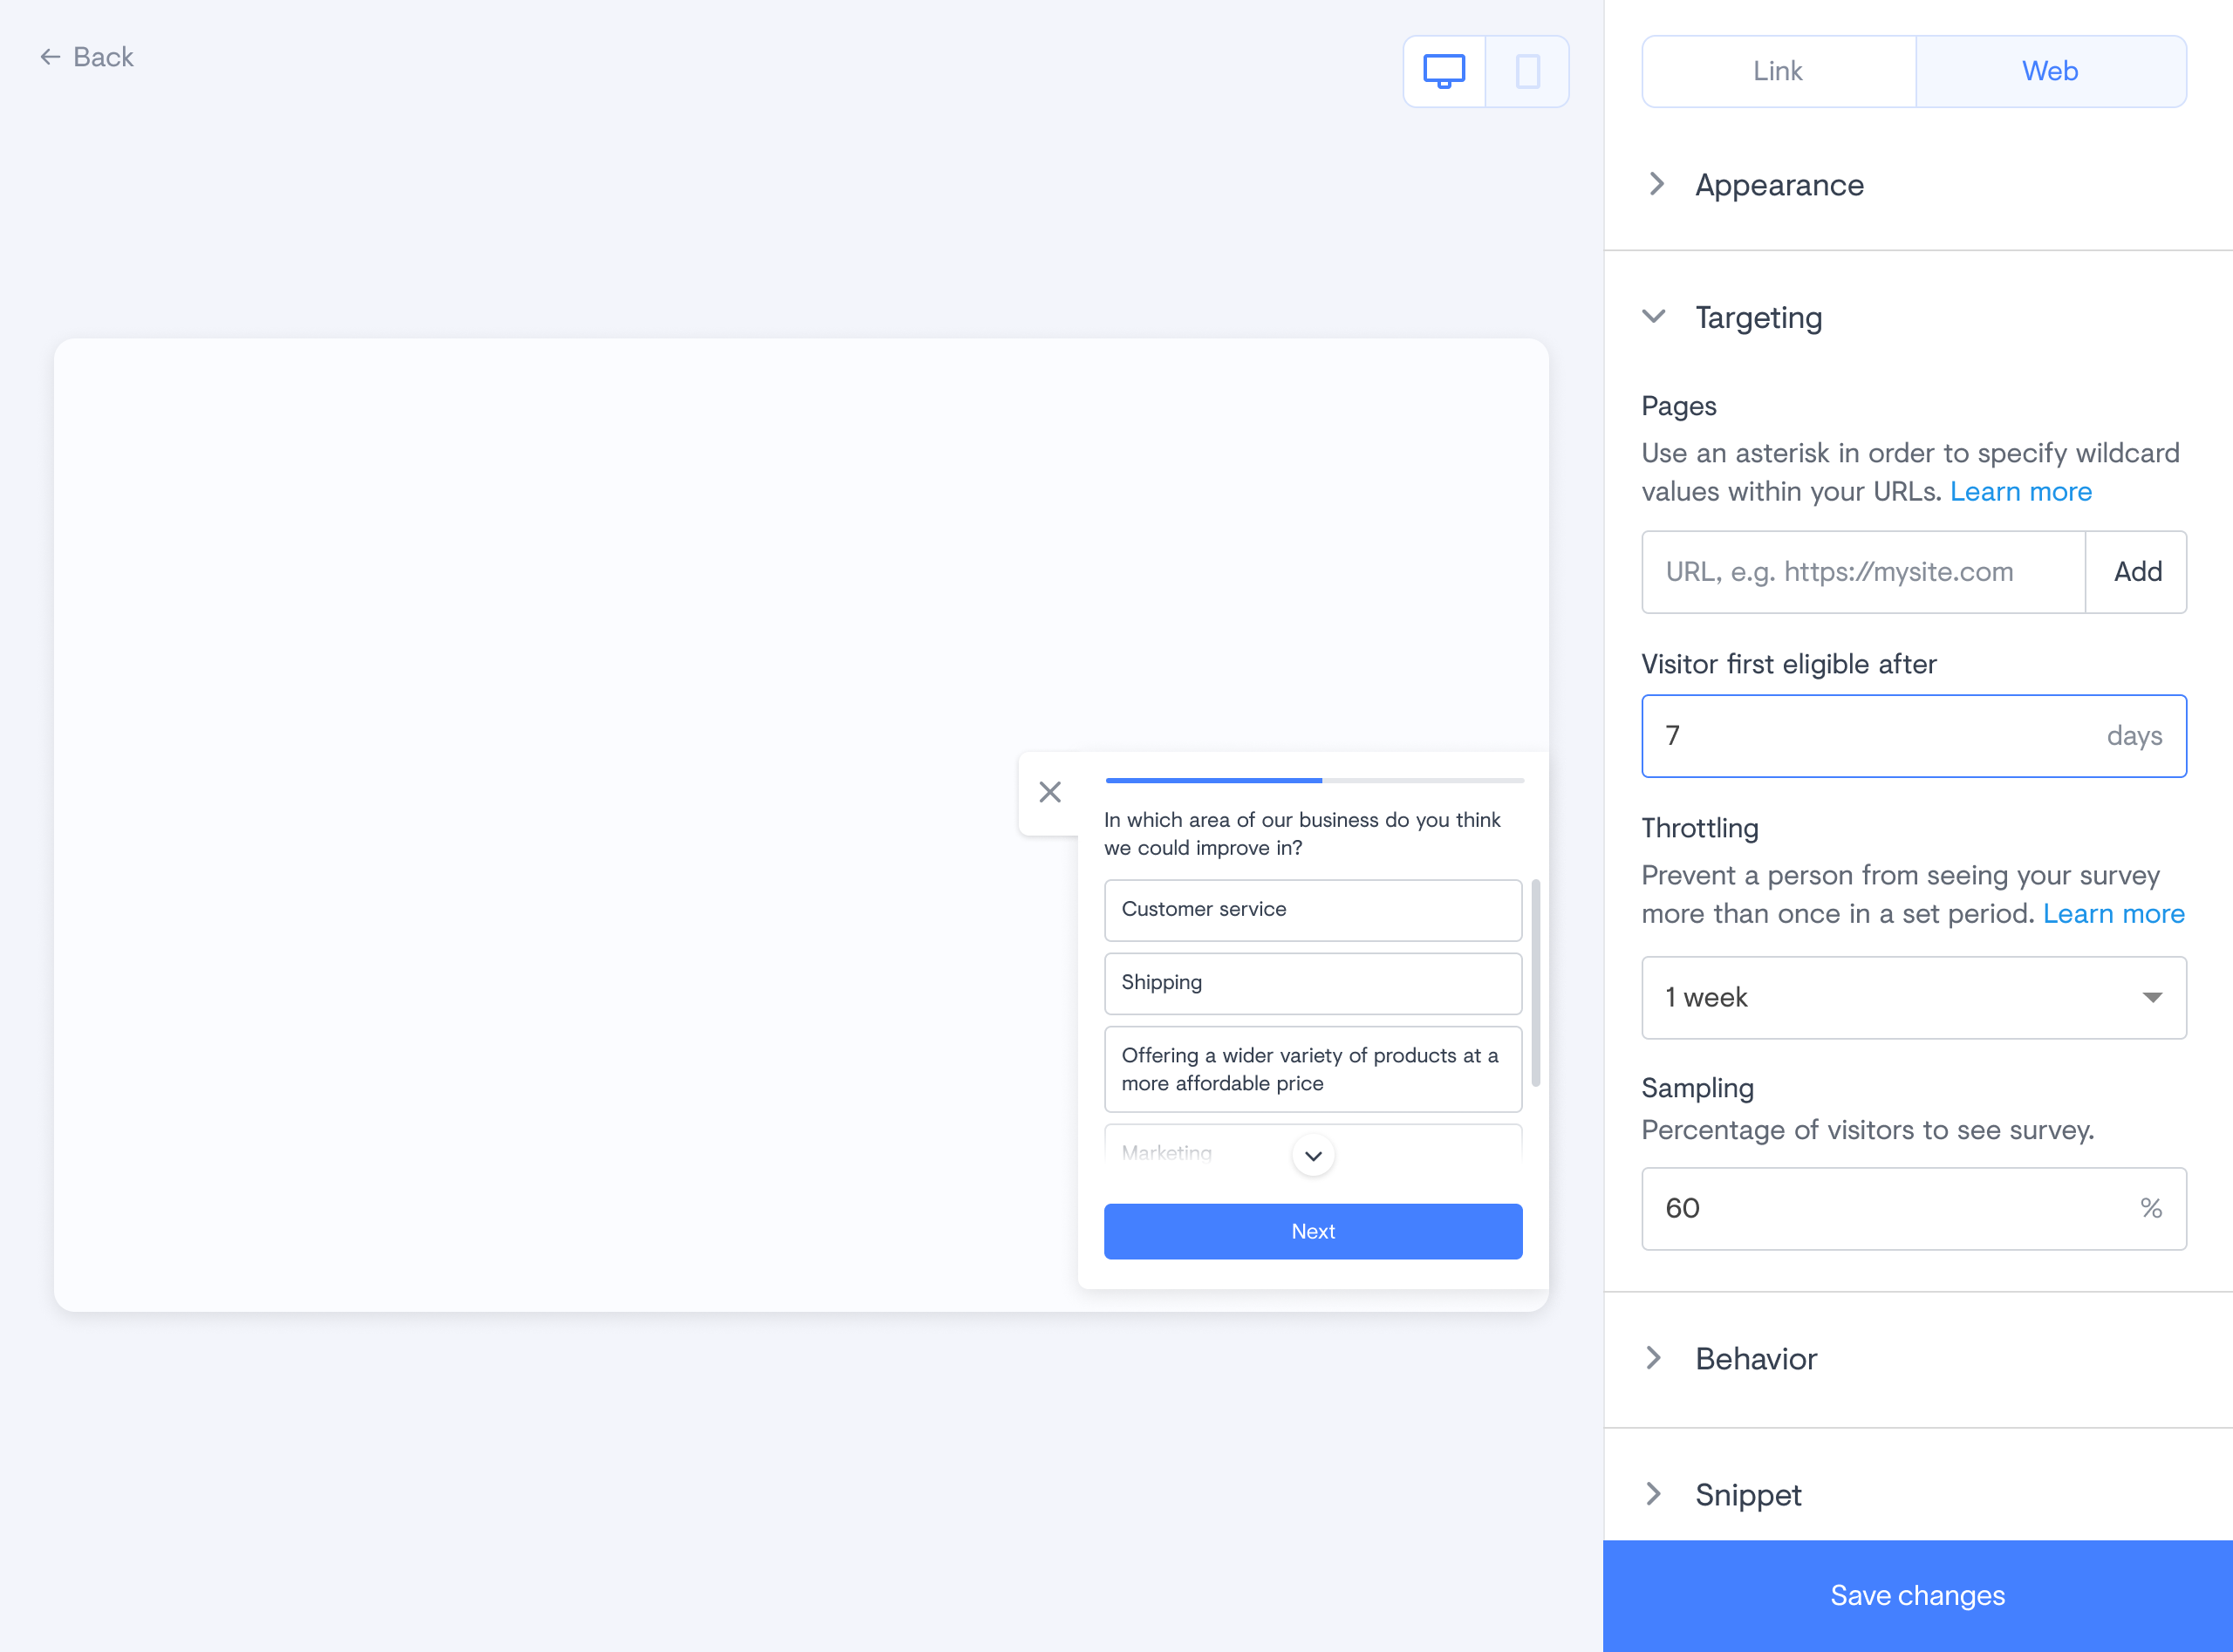 Back
In which area of our business do you think
we could improve in?
Customer service
Shipping
Offering a wider variety of products at a
more affordable price
Marketing
Next
Link
Web
Appearance
Targeting
Pages
Use an asterisk in order to specify wildcard
values within your URLs. Learn more
URL, e.g. https://mysite.com
Add
Visitor first eligible after
7
days
Throttling
Prevent a person from seeing your survey
more than once in a set period. Learn more
1 week
Sampling
Percentage of visitors to see survey.
60
%
Behavior
Snippet
Save changes